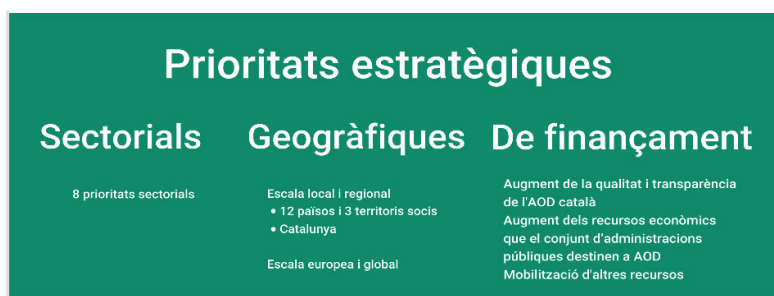 Prioritats estratègiques
Sectorials
8 prioritats sectorials
Geogràfiques
Escala local i regional
• 12 països i 3 territoris socis
• Catalunya
Escala europea i global
De finançament
Augment de la qualitat i transparència
de l'AOD català
Augment dels recursos econòmics
que el conjunt d'administracions
públiques destinen a AOD
Mobilització d'altres recursos